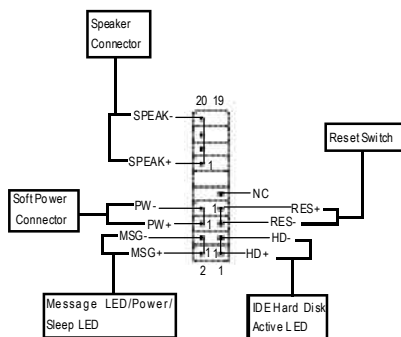 Speaker
Connector
20 19
SPEAK-
Reset Switch
SPEAK+
1
NC
Soft Power
Connector
PW-
1
RES+
PW+
1
RES-
MSG-
HD-
MSG+
1 1
HD+
2 1
Message LED/Power/
Sleep LED
IDE Hard Disk
Active LED